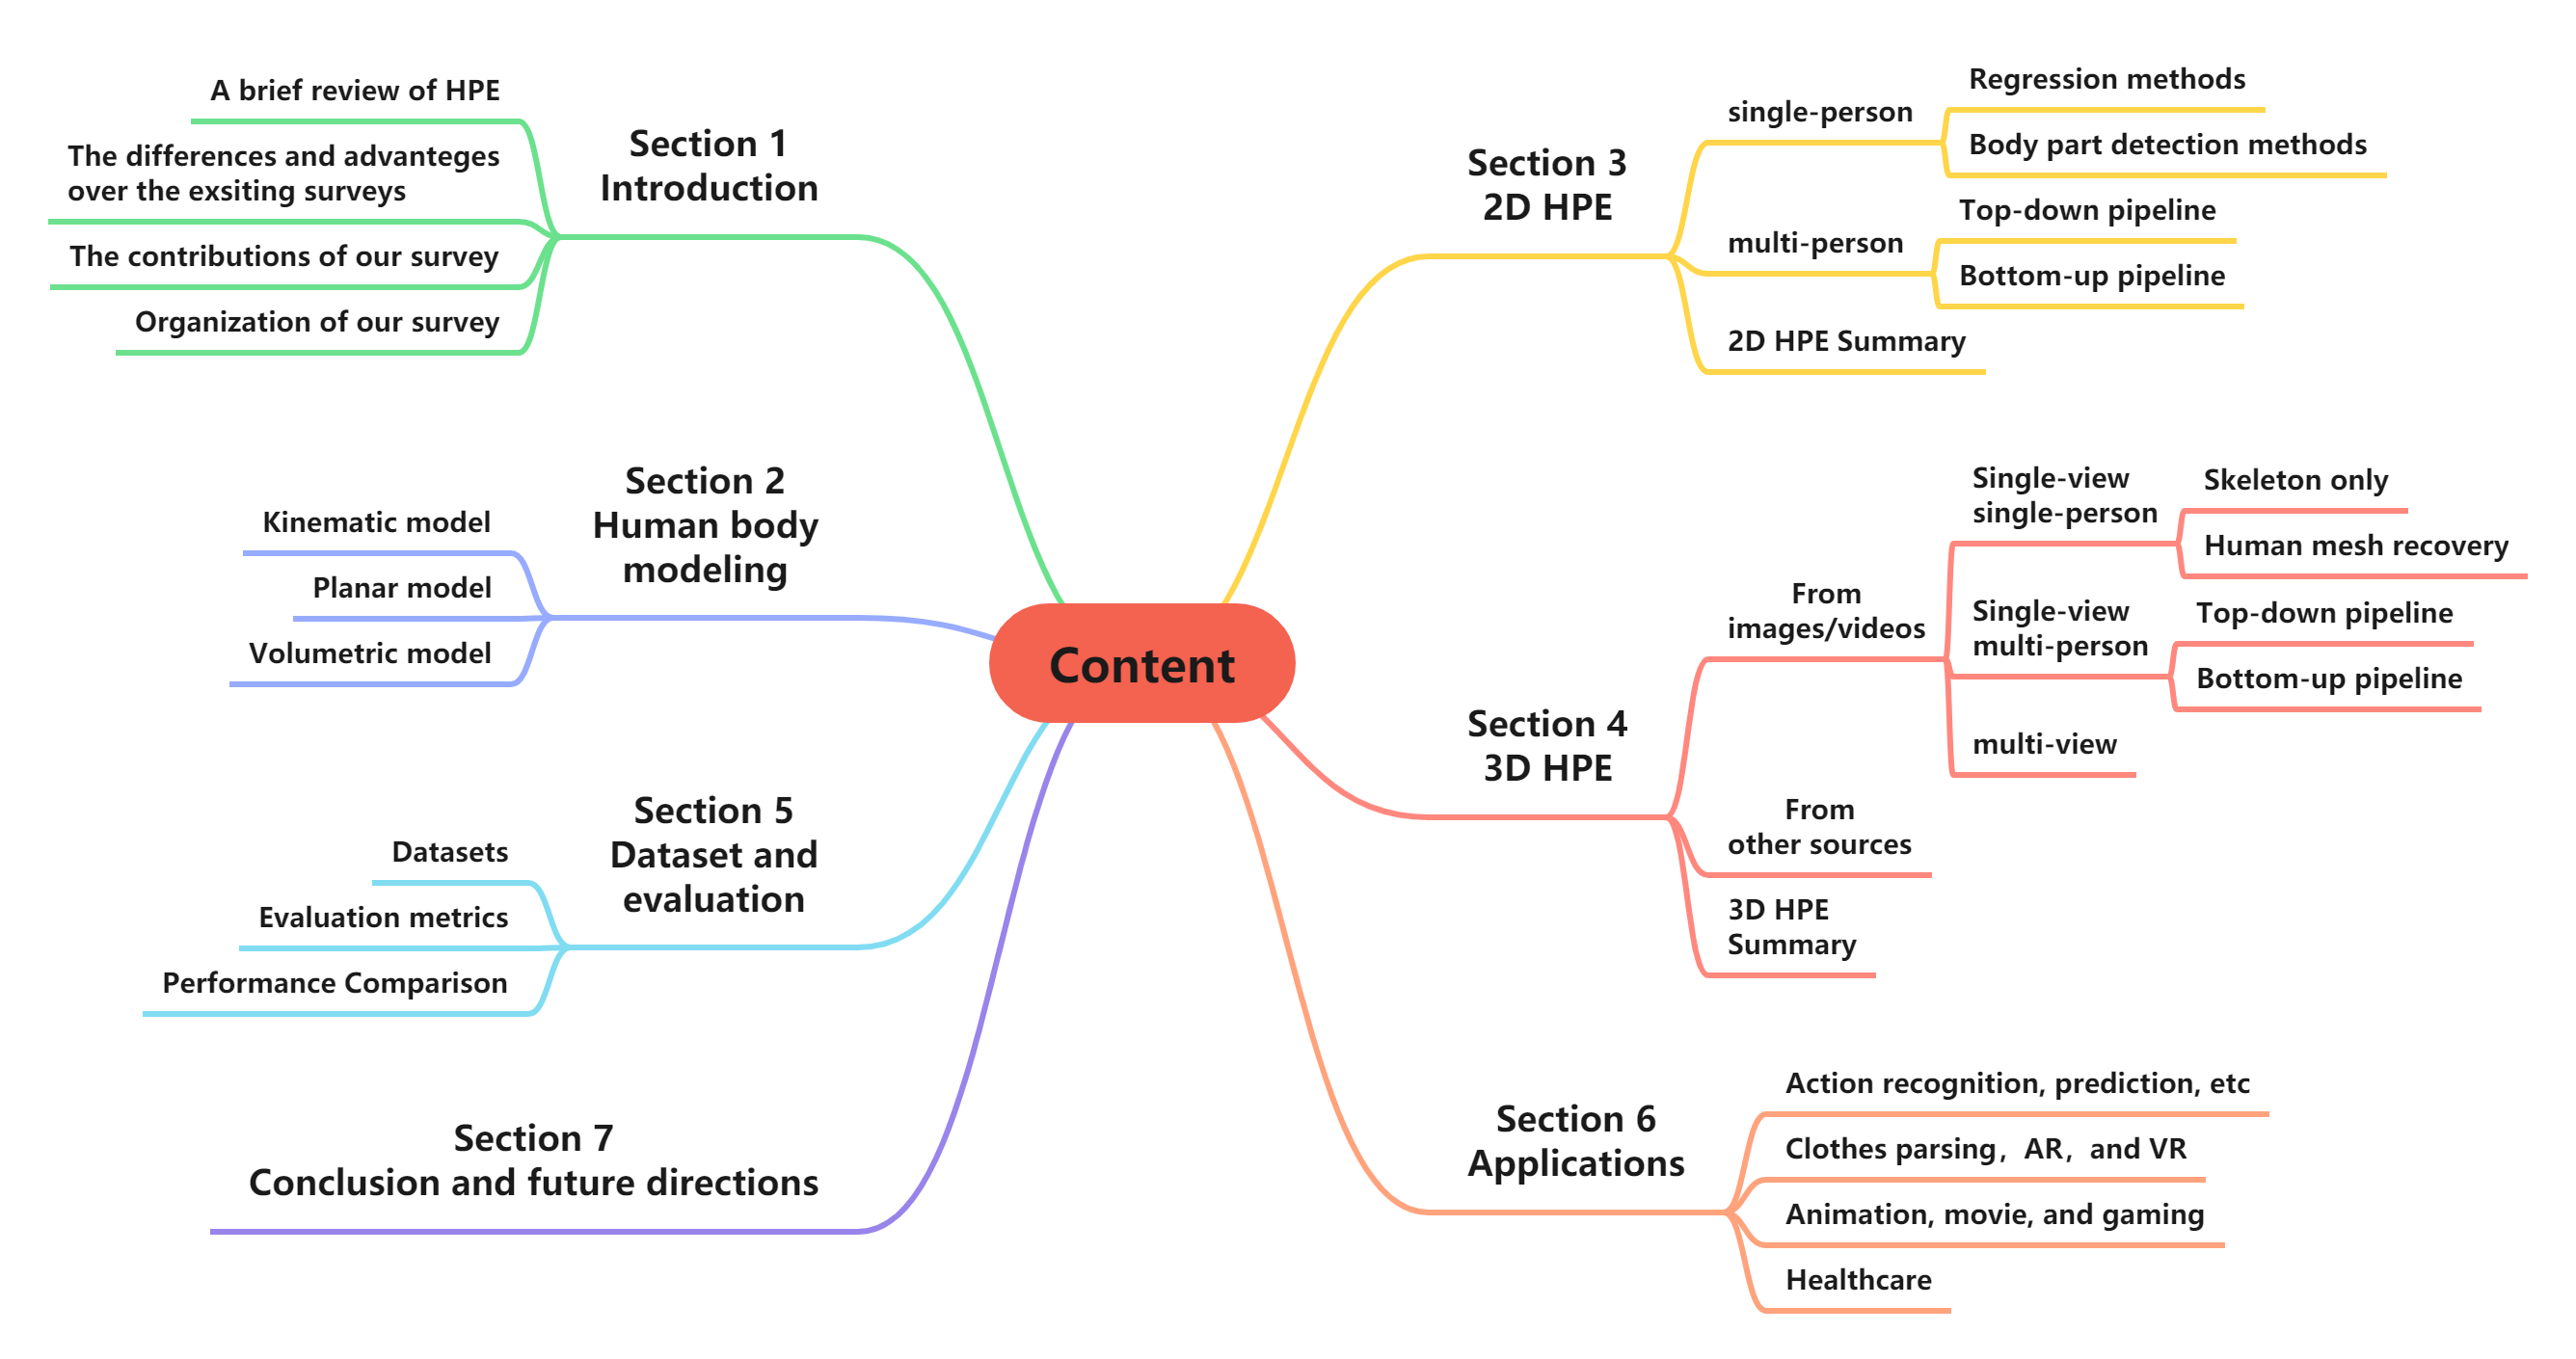 Content
Section 1
Introduction
A brief review of HPE
The differences and advanteges
over the exsiting surveys
The contributions of our survey
Organization of our survey
Section 2
Human body
modeling
Kinematic model
Planar model
Volumetric model
Section 3
2D HPE
single-person
Regression methods
Body part detection methods
multi-person
Top-down pipeline
Bottom-up pipeline
2D HPE Summary
Section 4
3D HPE
From
images/videos
Single-view
single-person
Skeleton only
Human mesh recovery
Single-view
multi-person
Top-down pipeline
Bottom-up pipeline
multi-view
From
other sources
3D HPE
Summary
Section 5
Dataset and
evaluation
Datasets
Evaluation metrics
Performance Comparison
Section 6
Applications
Action recognition, prediction, etc
Clothes parsing，AR，and VR
Animation, movie, and gaming
Healthcare
Section 7
Conclusion and future directions